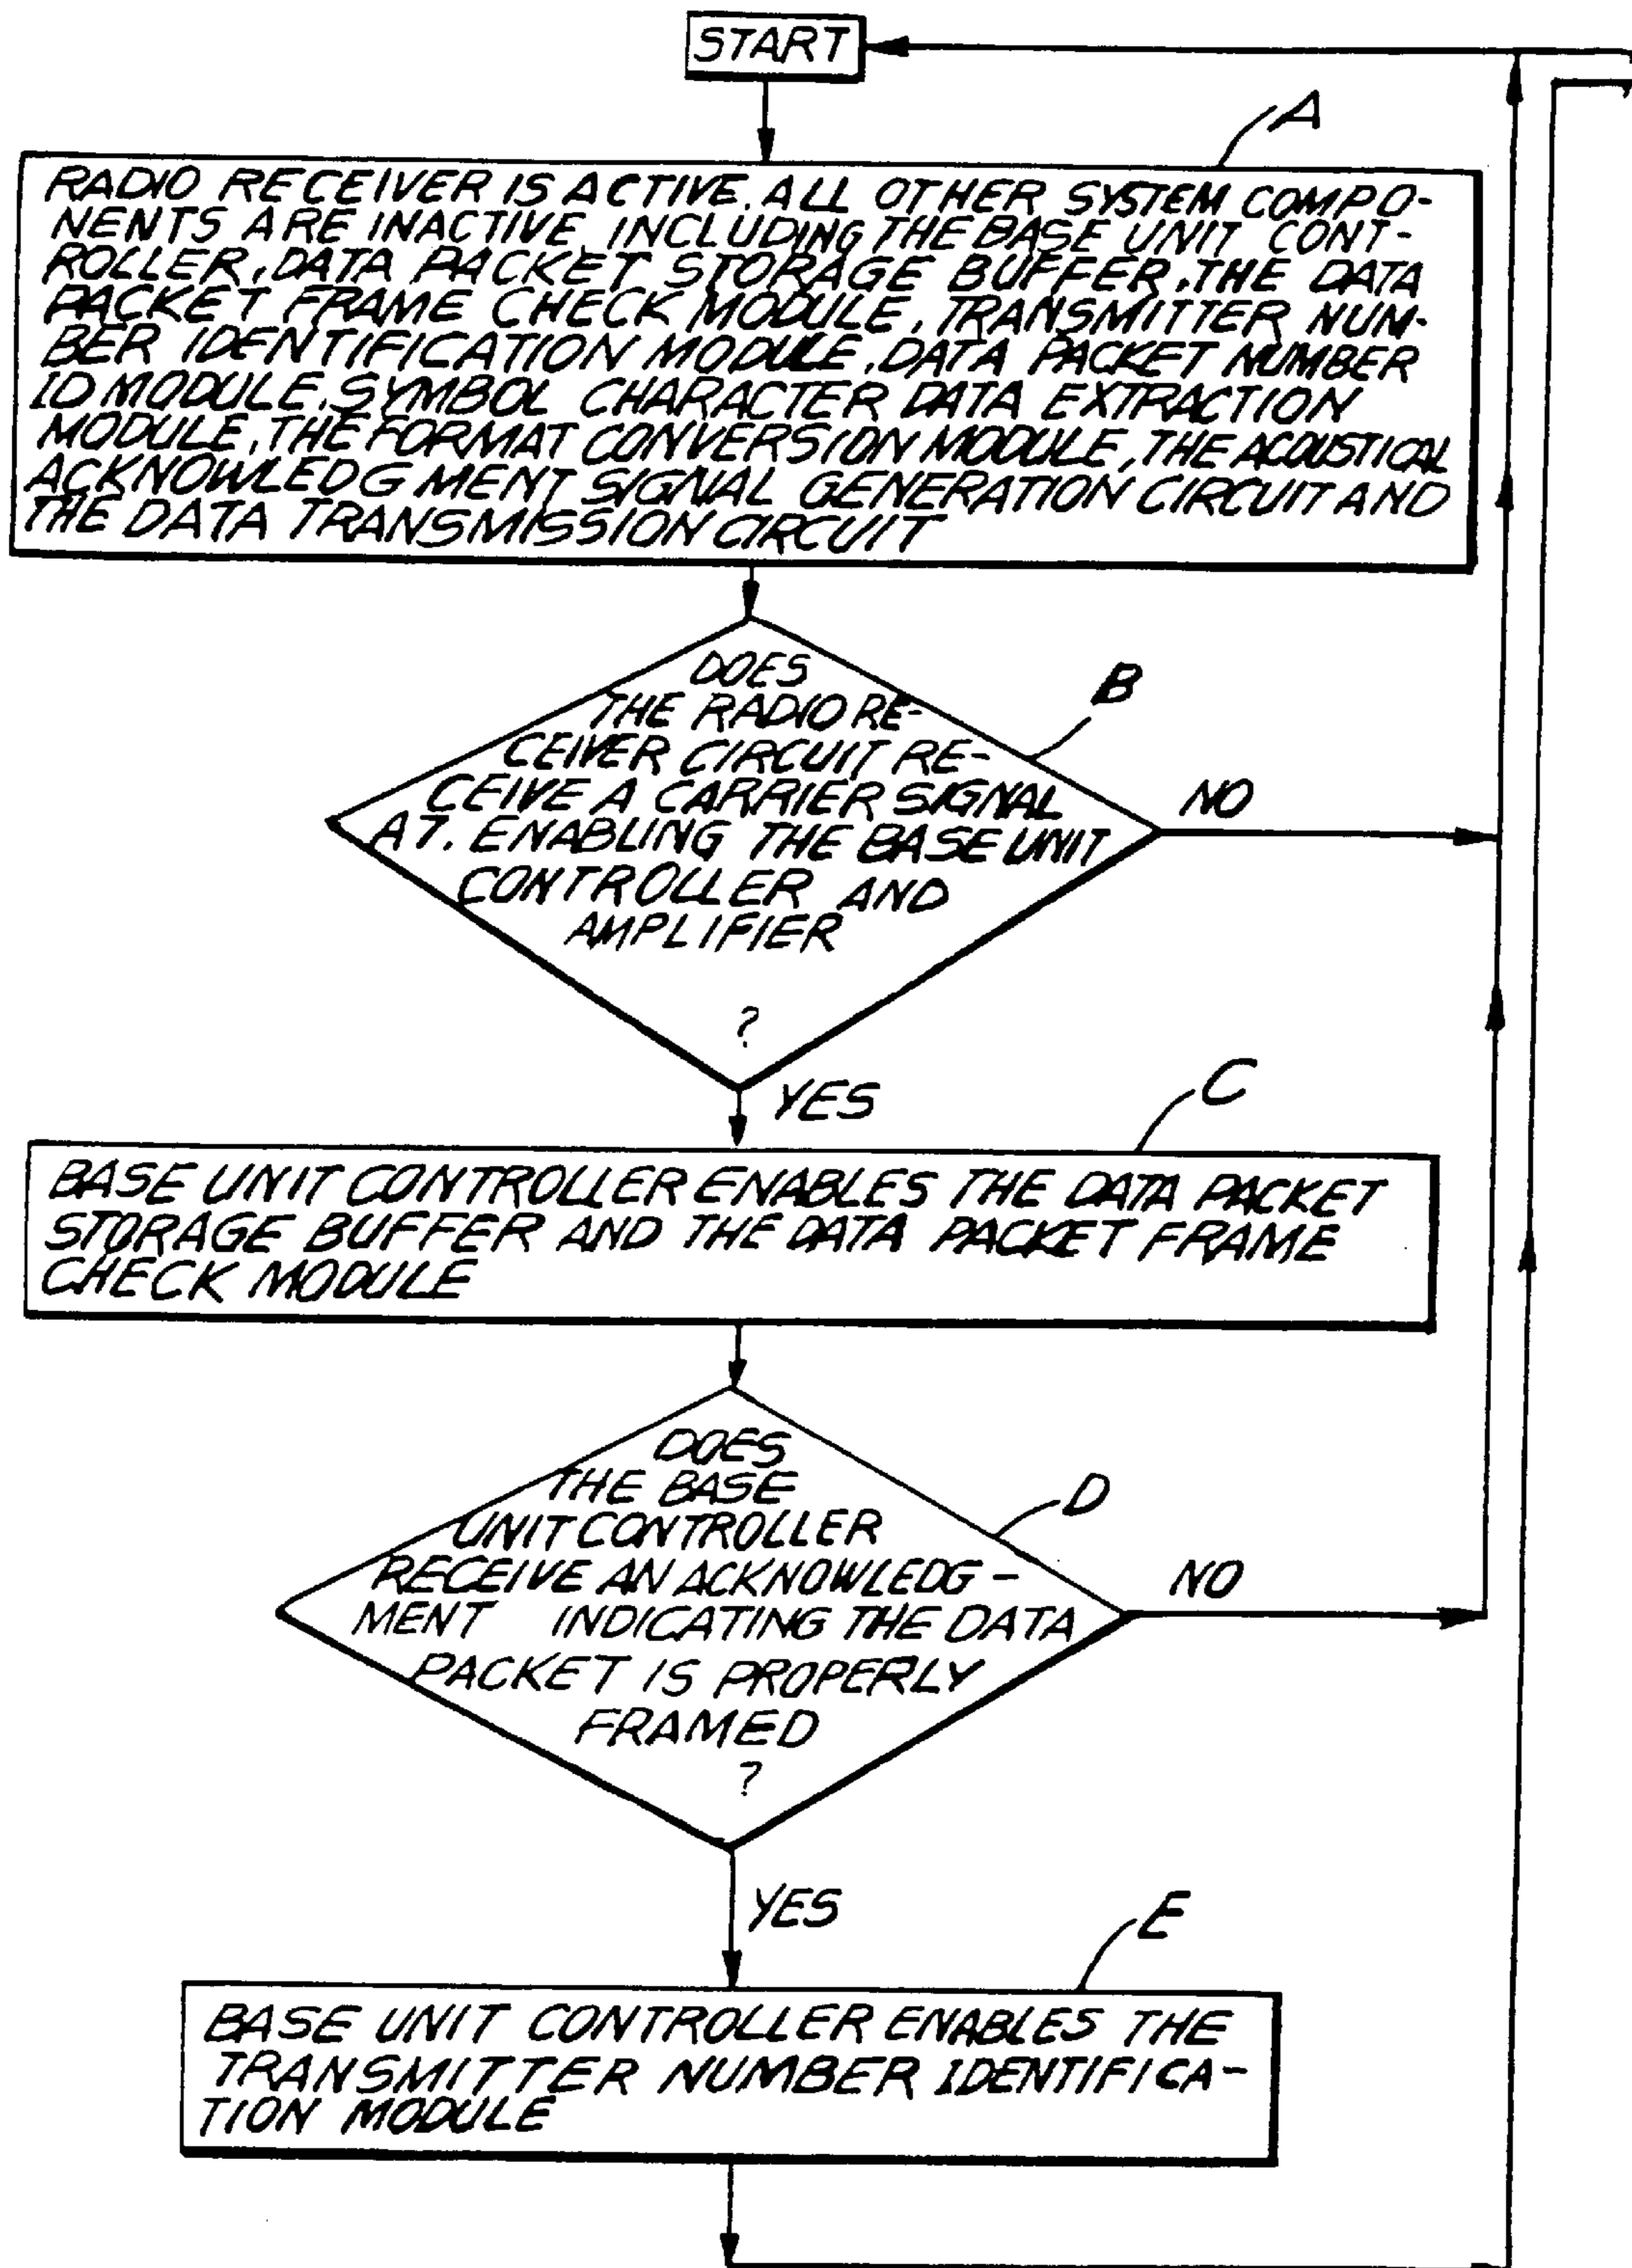 START
A
RADIO RECEIVER IS ACTIVE. ALL OTHER SYSTEM COMPO-
NENTS ARE INACTIVE, INCLUDING THE BASE UNIT CONT-
ROLLER, DATA PACKET STORAGE BUFFER, THE DATA
PACKET FRAME CHECK MODULE, TRANSMITTER NUM-
BER IDENTIFICATION MODULE, DATA PACKET NUMBER
ID MODULE, SYMBOL CHARACTER DATA EXTRACTION
MODULE, THE FORMAT CONVERSION MODULE, THE ACOUSTICAL
ACKNOWLEDGMENT SIGNAL GENERATION CIRCUIT AND
THE DATA TRANSMISSION CIRCUIT
B
DOES
THE RADIO RE-
CEIVER CIRCUIT RE-
CEIVE A CARRIER SIGNAL
AT. ENABLING THE BASE UNIT
CONTROLLER AND
AMPLIFIER
?
NO
YES
C
BASE UNIT CONTROLLER ENABLES THE DATA PACKET
STORAGE BUFFER AND THE DATA PACKET FRAME
CHECK MODULE
D
DOES
THE BASE
UNIT CONTROLLER
RECEIVE AN ACKNOWLEDG-
MENT INDICATING THE DATA
PACKET IS PROPERLY
FRAMED
?
NO
YES
E
BASE UNIT CONTROLLER ENABLES THE
TRANSMITTER NUMBER IDENTIFICA-
TION MODULE